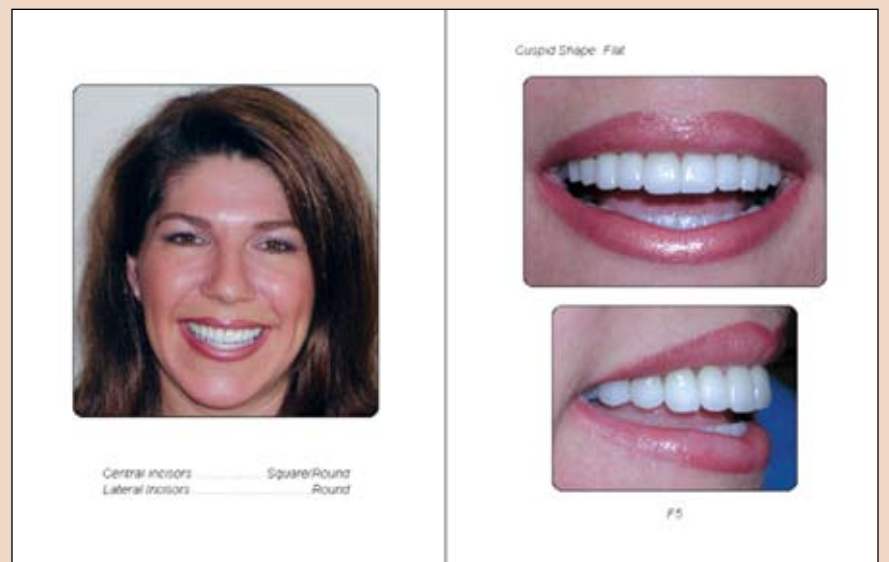 Central Incisors Square/Round
Lateral Incisors Round
Cuspid Shape: Flat
F5